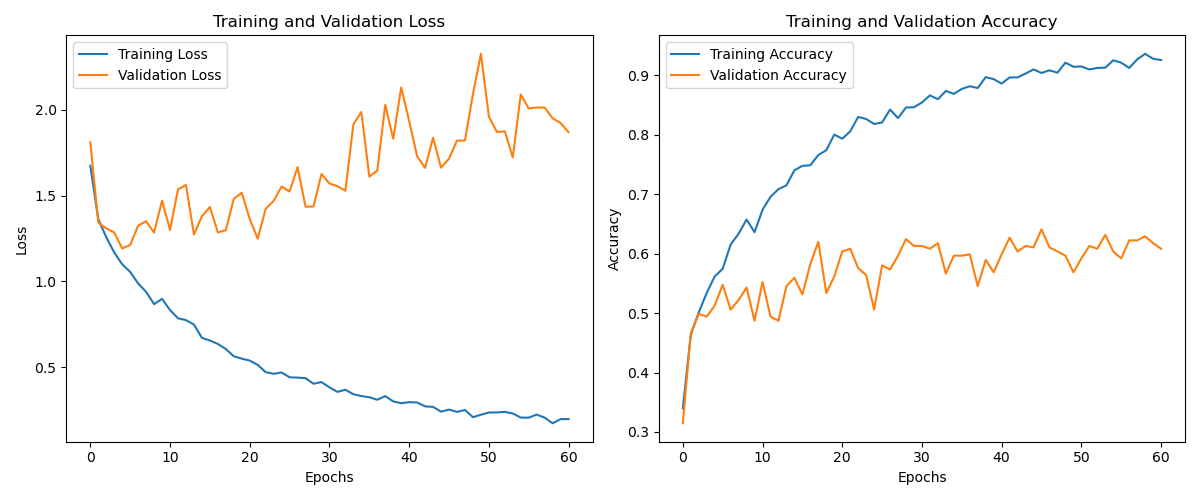 Training and Validation Loss
Training Loss
Validation Loss
2.0
1.5
1.0
0.5
Loss
0 10 20 30 40 50 60
Epochs
Training and Validation Accuracy
Training Accuracy
Validation Accuracy
0.9
0.8
0.7
0.6
0.5
0.4
0.3
Accuracy
0 10 20 30 40 50 60
Epochs